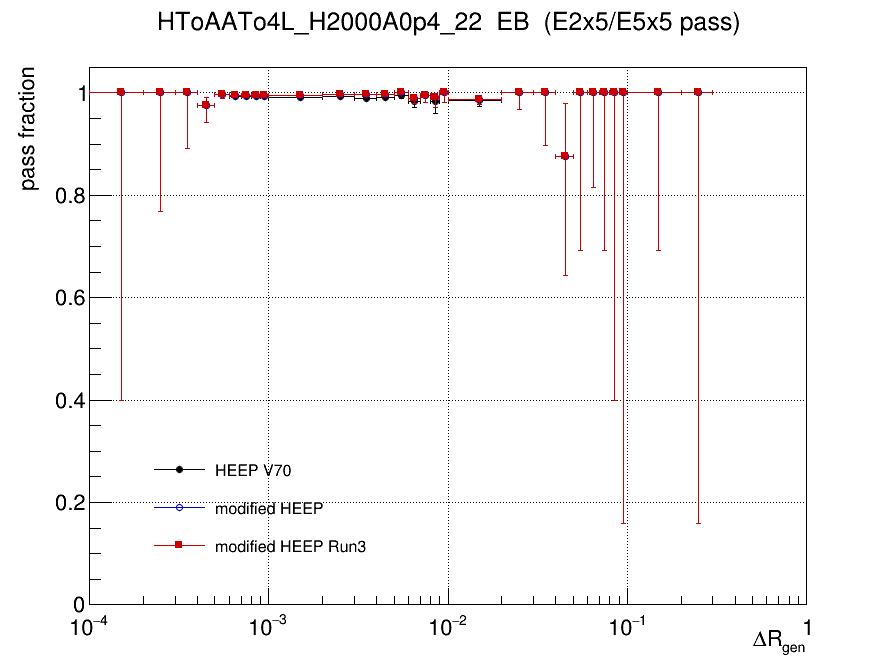 HToAATo4L_H2000A0p4_22 EB (E2x5/E5x5 pass)
pass fraction
1
0.8
0.6
0.4
0.2
0
HEEP V70
modified HEEP
modified HEEP Run3
10⁻⁴ 10⁻³ 10⁻² 10⁻¹ 1
ΔR_gen